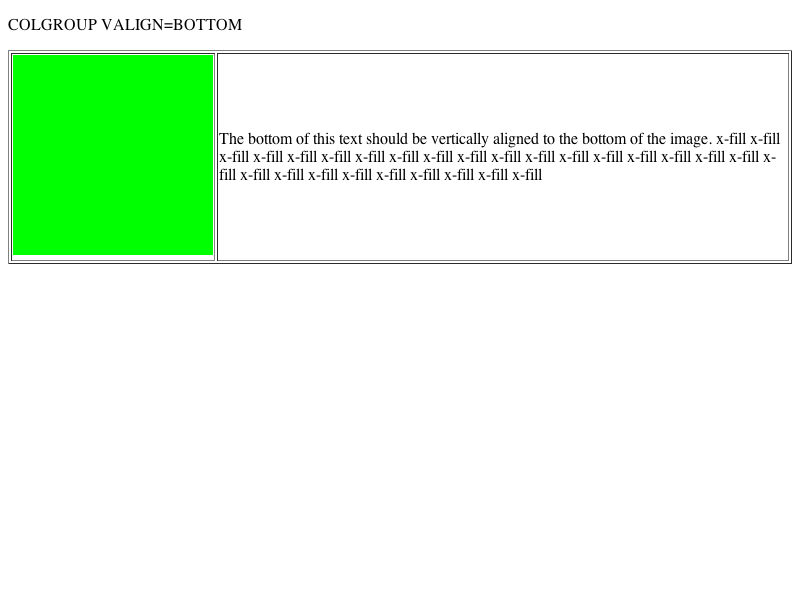 COLGROUP VALIGN=BOTTOM
The bottom of this text should be vertically aligned to the bottom of the image. x-fill x-fill
x-fill x-fill x-fill x-fill x-fill x-fill x-fill x-fill x-fill x-fill x-fill x-fill x-fill x-fill x-fill x-
fill x-fill x-fill x-fill x-fill x-fill x-fill x-fill x-fill x-fill